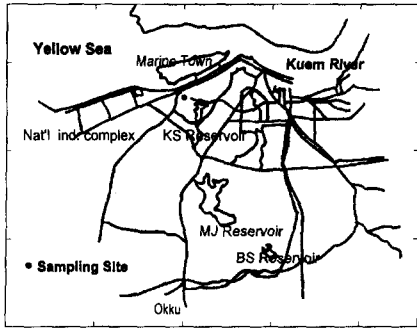 Yellow Sea
Marine Town
Kuem River
Nat'l ind. complex
KS Reservoir
MJ Reservoir
BS Reservoir
• Sampling Site
Okku